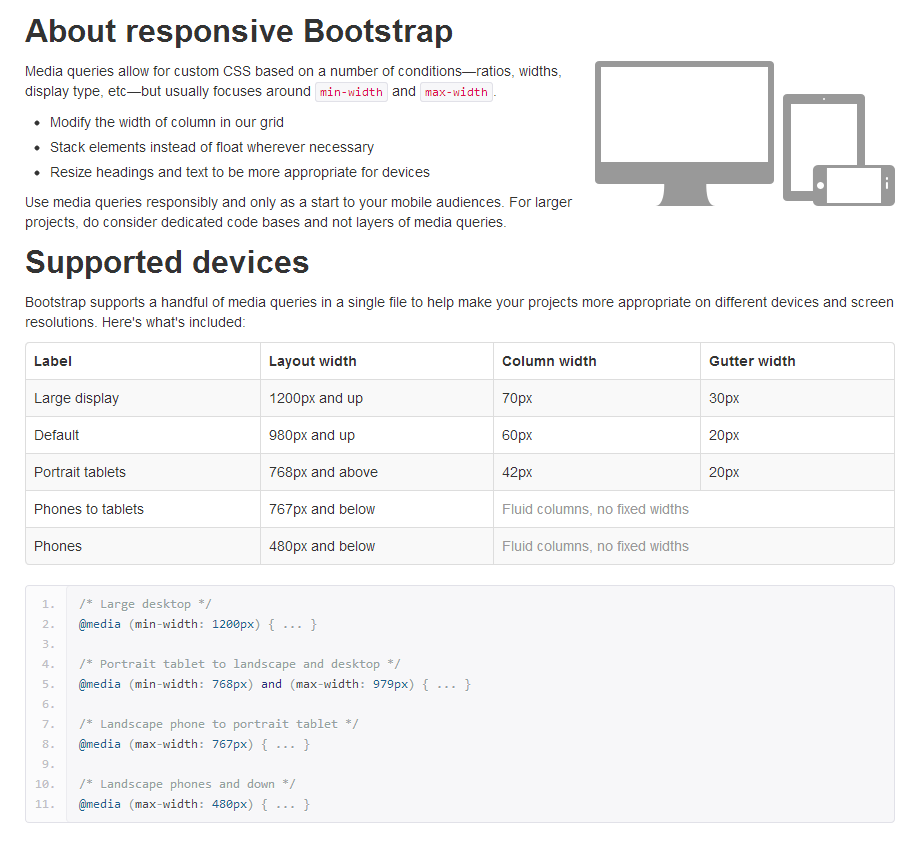 About responsive Bootstrap
Media queries allow for custom CSS based on a number of conditions—ratios, widths,
display type, etc—but usually focuses around min-width and max-width.
• Modify the width of column in our grid
• Stack elements instead of float wherever necessary
• Resize headings and text to be more appropriate for devices
Use media queries responsibly and only as a start to your mobile audiences. For larger
projects, do consider dedicated code bases and not layers of media queries.
Supported devices
Bootstrap supports a handful of media queries in a single file to help make your projects more appropriate on different devices and screen
resolutions. Here's what's included:
Label Layout width Column width Gutter width
Large display 1200px and up 70px 30px
Default 980px and up 60px 20px
Portrait tablets 768px and above 42px 20px
Phones to tablets 767px and below Fluid columns, no fixed widths
Phones 480px and below Fluid columns, no fixed widths
1. /* Large desktop */
2. @media (min-width: 1200px) { ... }
3.
4. /* Portrait tablet to landscape and desktop */
5. @media (min-width: 768px) and (max-width: 979px) { ... }
6.
7. /* Landscape phone to portrait tablet */
8. @media (max-width: 767px) { ... }
9.
10. /* Landscape phones and down */
11. @media (max-width: 480px) { ... }